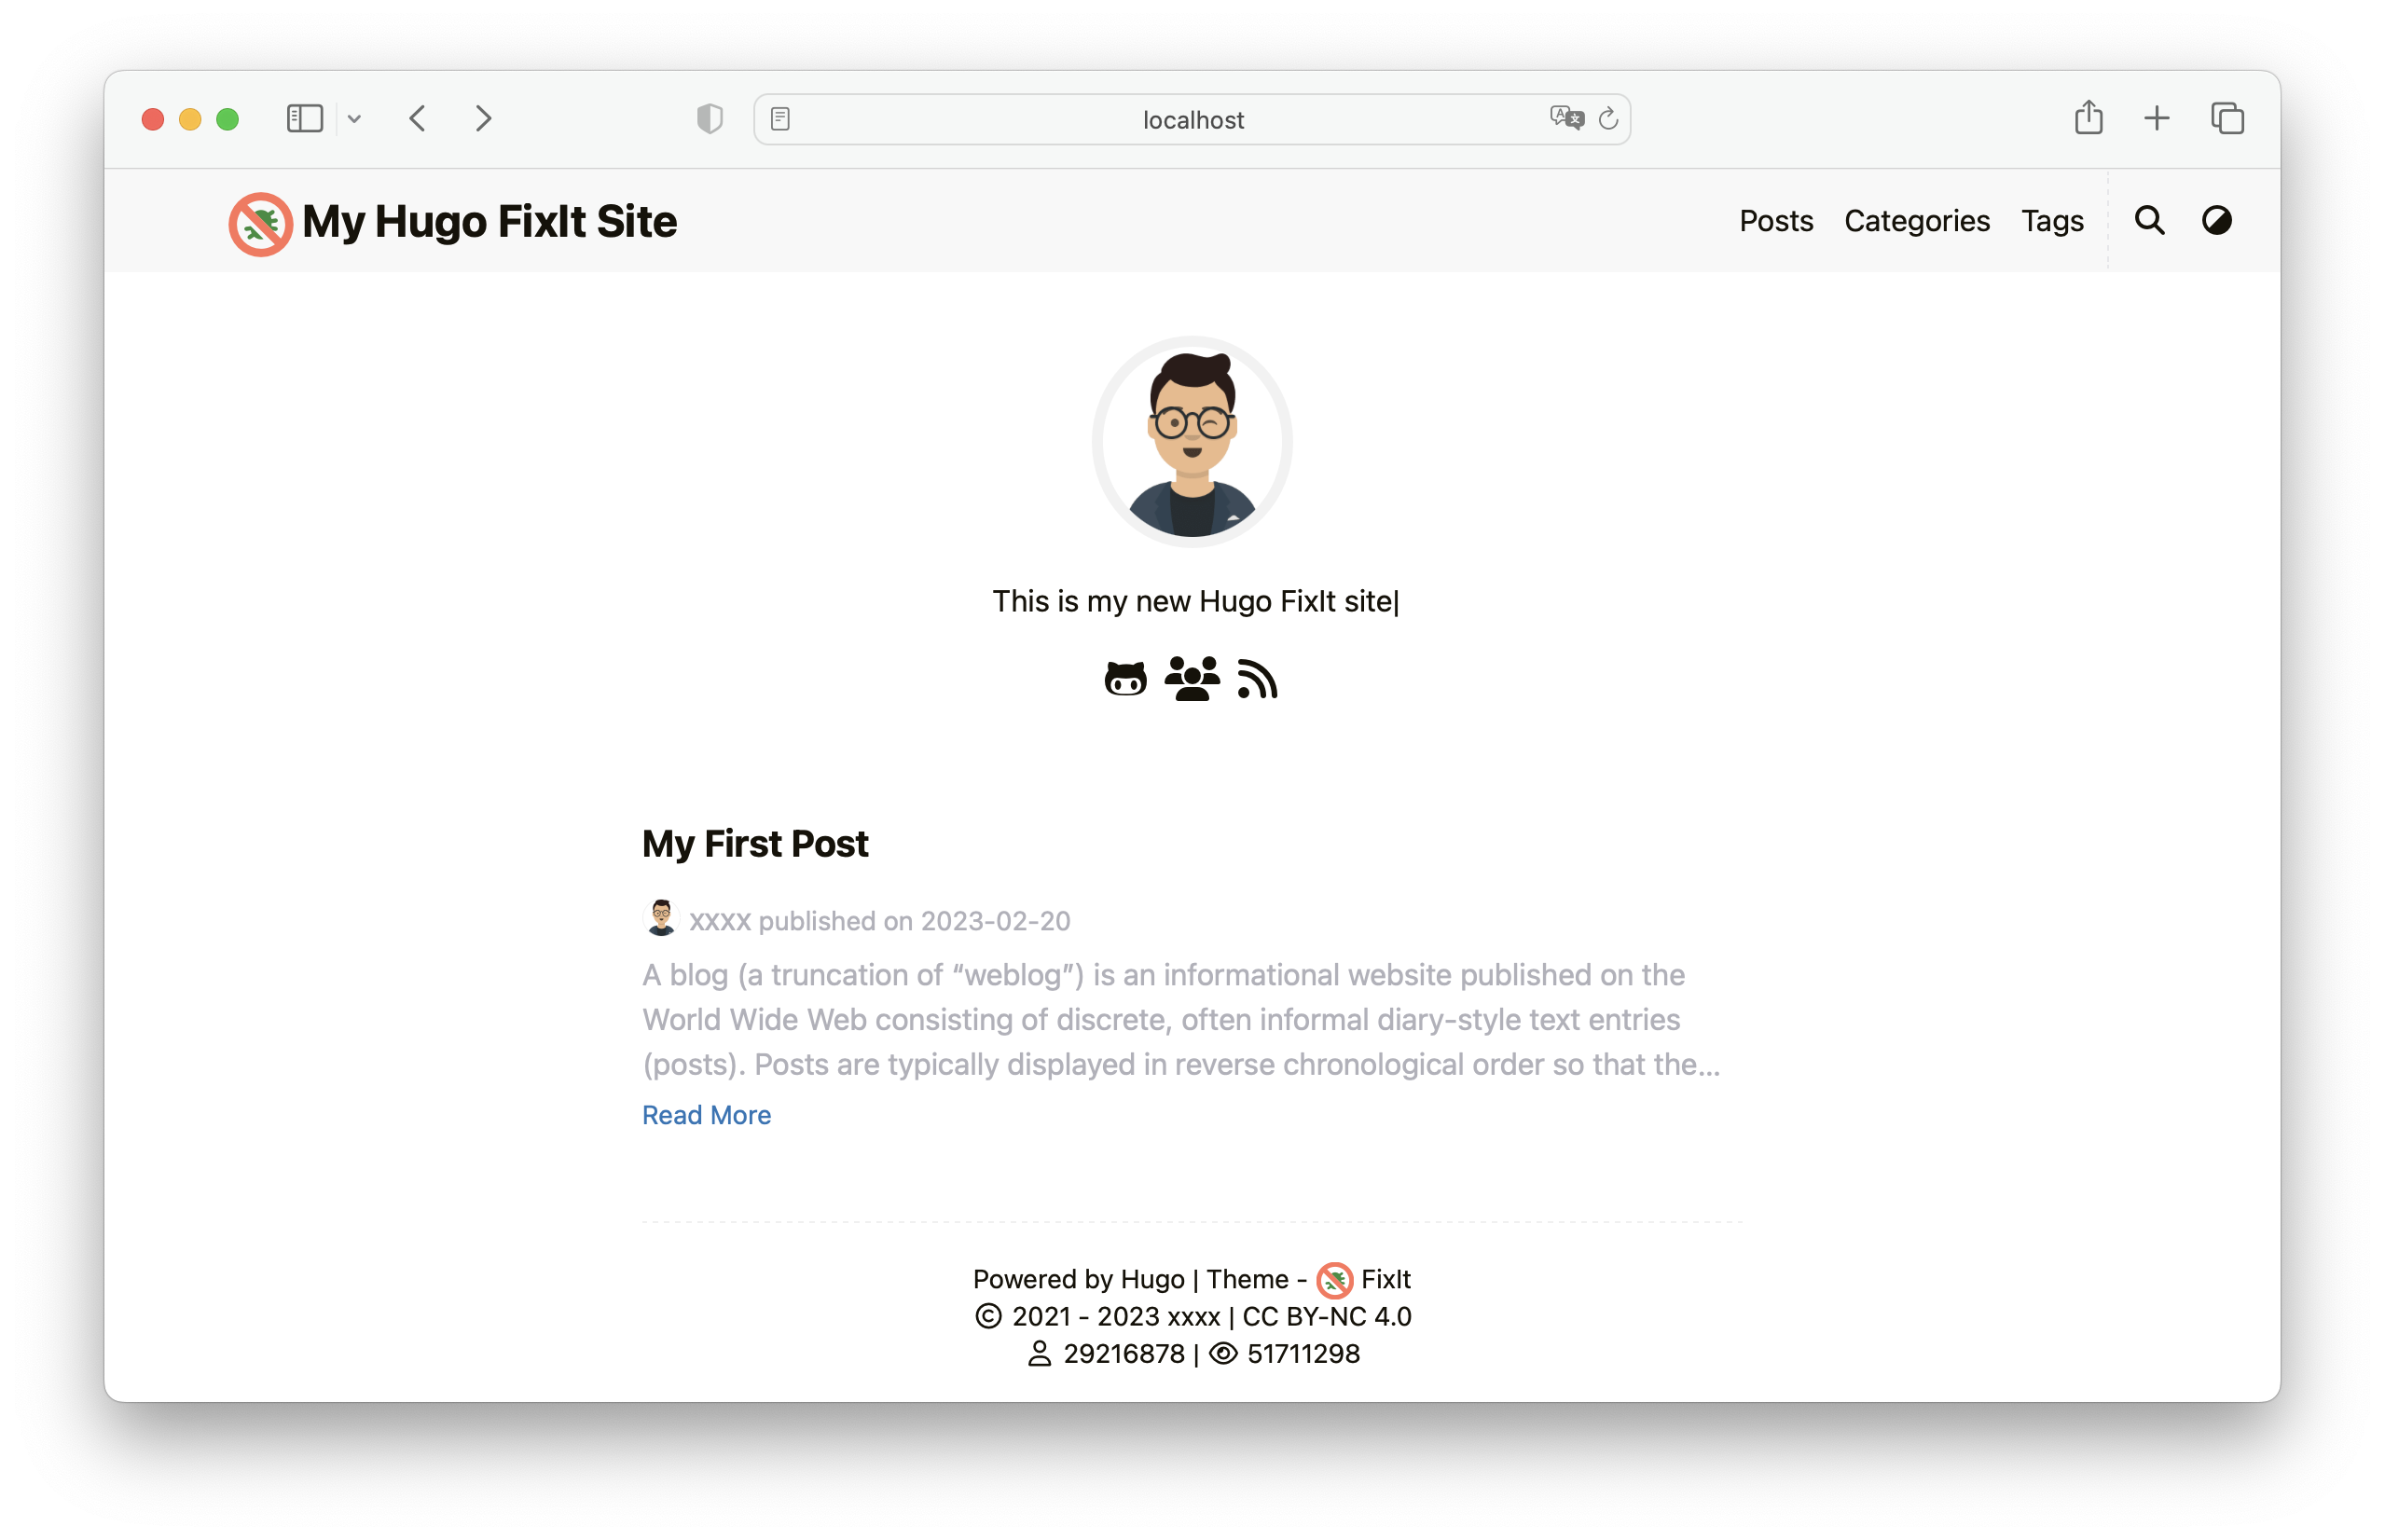 localhost
My Hugo FixIt Site
Posts Categories Tags
This is my new Hugo FixIt site|
My First Post
xxxx published on 2023-02-20
A blog (a truncation of “weblog”) is an informational website published on the
World Wide Web consisting of discrete, often informal diary-style text entries
(posts). Posts are typically displayed in reverse chronological order so that the...
Read More
Powered by Hugo | Theme - FixIt
© 2021 - 2023 xxxx | CC BY-NC 4.0
29216878 | 51711298